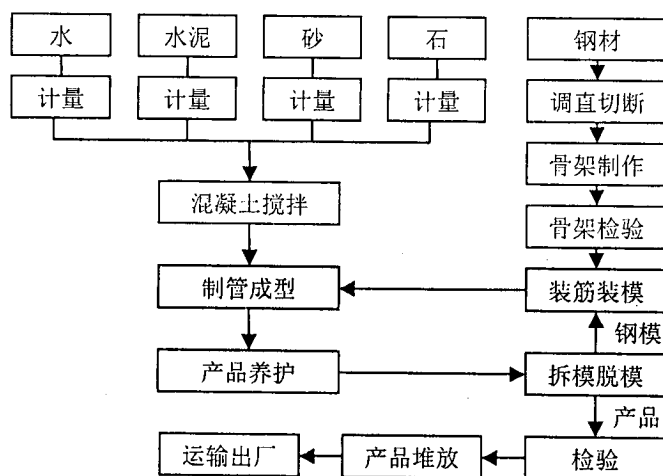 水
水泥
砂
石
钢材
计量
计量
计量
计量
调直切断
骨架制作
混凝土搅拌
骨架检验
制管成型
装筋装模
钢模
产品养护
拆模脱模
产品
运输出厂
产品堆放
检验